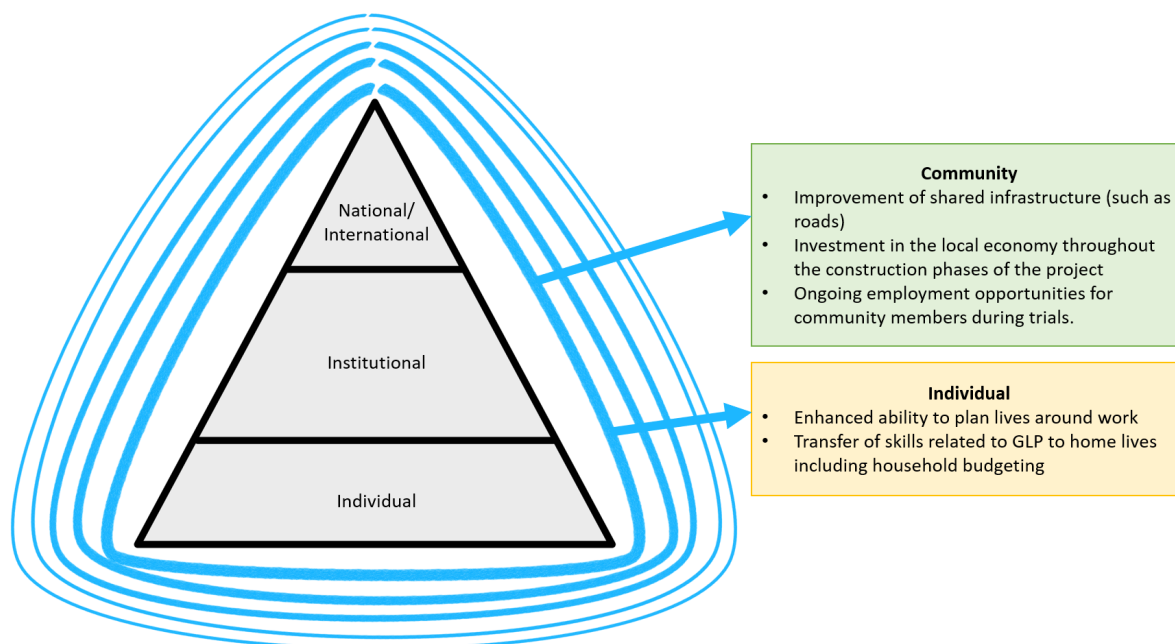 National/
International
Institutional
Individual
Community
• Improvement of shared infrastructure (such as
roads)
• Investment in the local economy throughout
the construction phases of the project
• Ongoing employment opportunities for
community members during trials.
Individual
• Enhanced ability to plan lives around work
• Transfer of skills related to GLP to home lives
including household budgeting